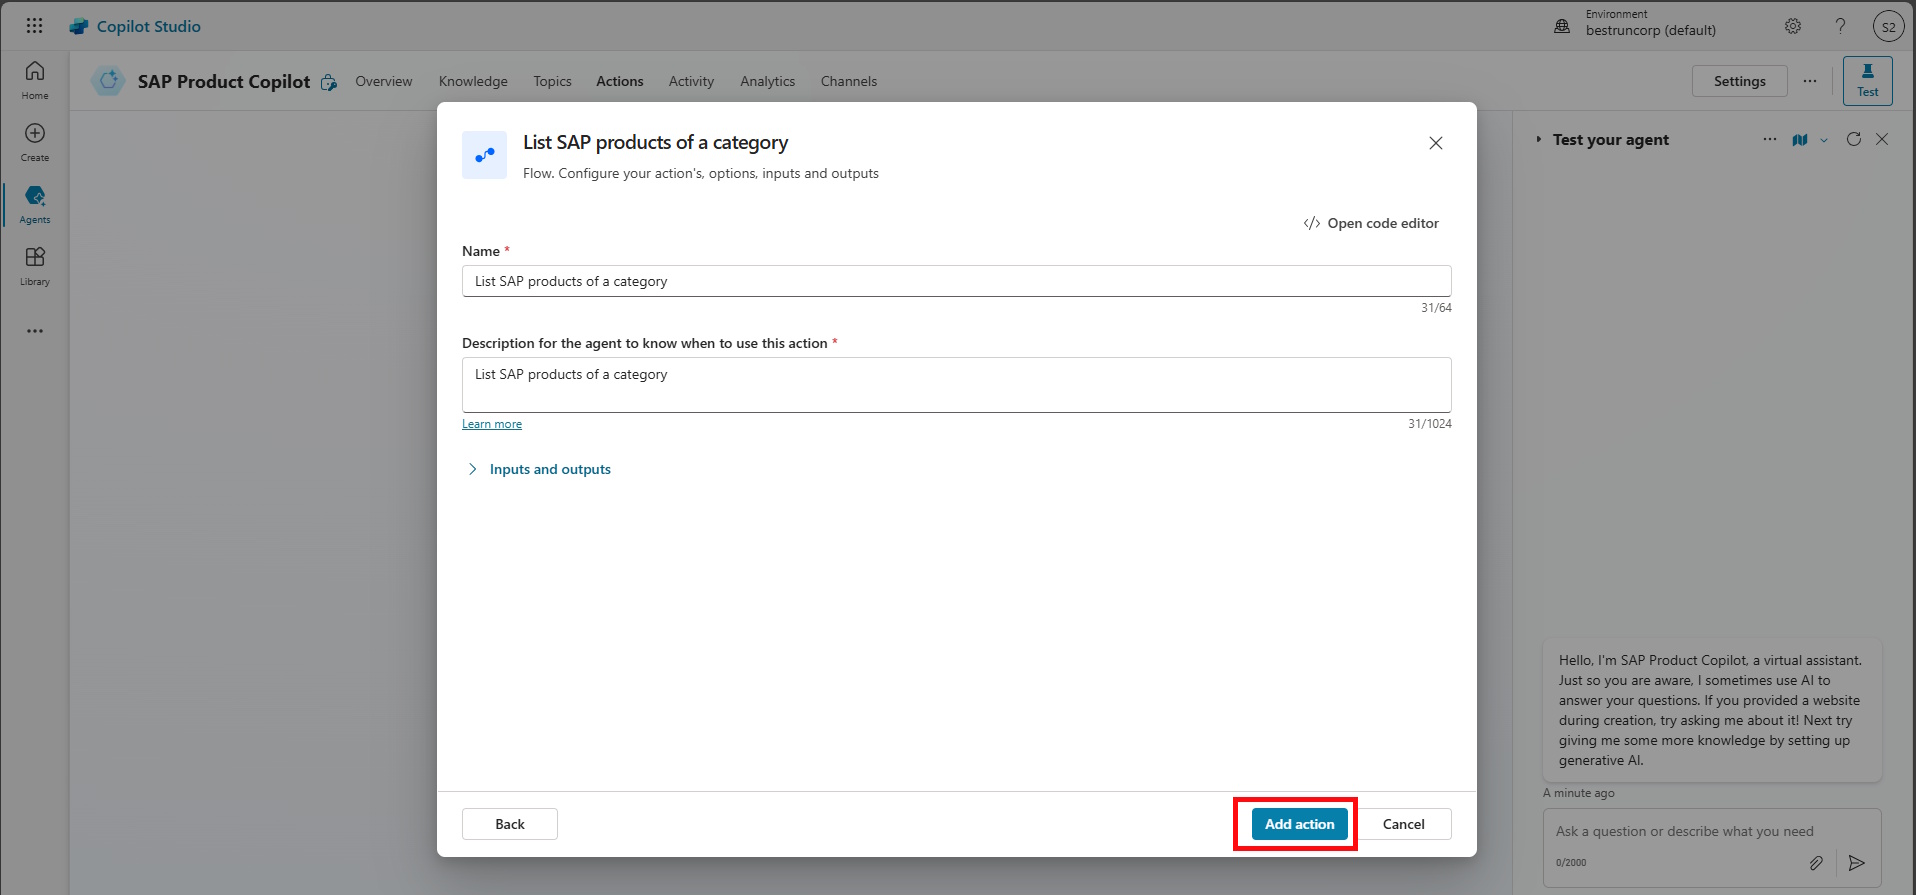 Copilot Studio
Environment
bestruncorp (default)
S2
Home
Create
Agents
Library
SAP Product Copilot
Overview
Knowledge
Topics
Actions
Activity
Analytics
Channels
Settings
Test
List SAP products of a category
Flow. Configure your action's, options, inputs and outputs
</> Open code editor
Name *
List SAP products of a category
31/64
Description for the agent to know when to use this action *
List SAP products of a category
Learn more
31/1024
Inputs and outputs
Back
Add action
Cancel
Test your agent
Hello, I'm SAP Product Copilot, a virtual assistant.
Just so you are aware, I sometimes use AI to
answer your questions. If you provided a website
during creation, try asking me about it! Next try
giving me some more knowledge by setting up
generative AI.
A minute ago
Ask a question or describe what you need
0/2000